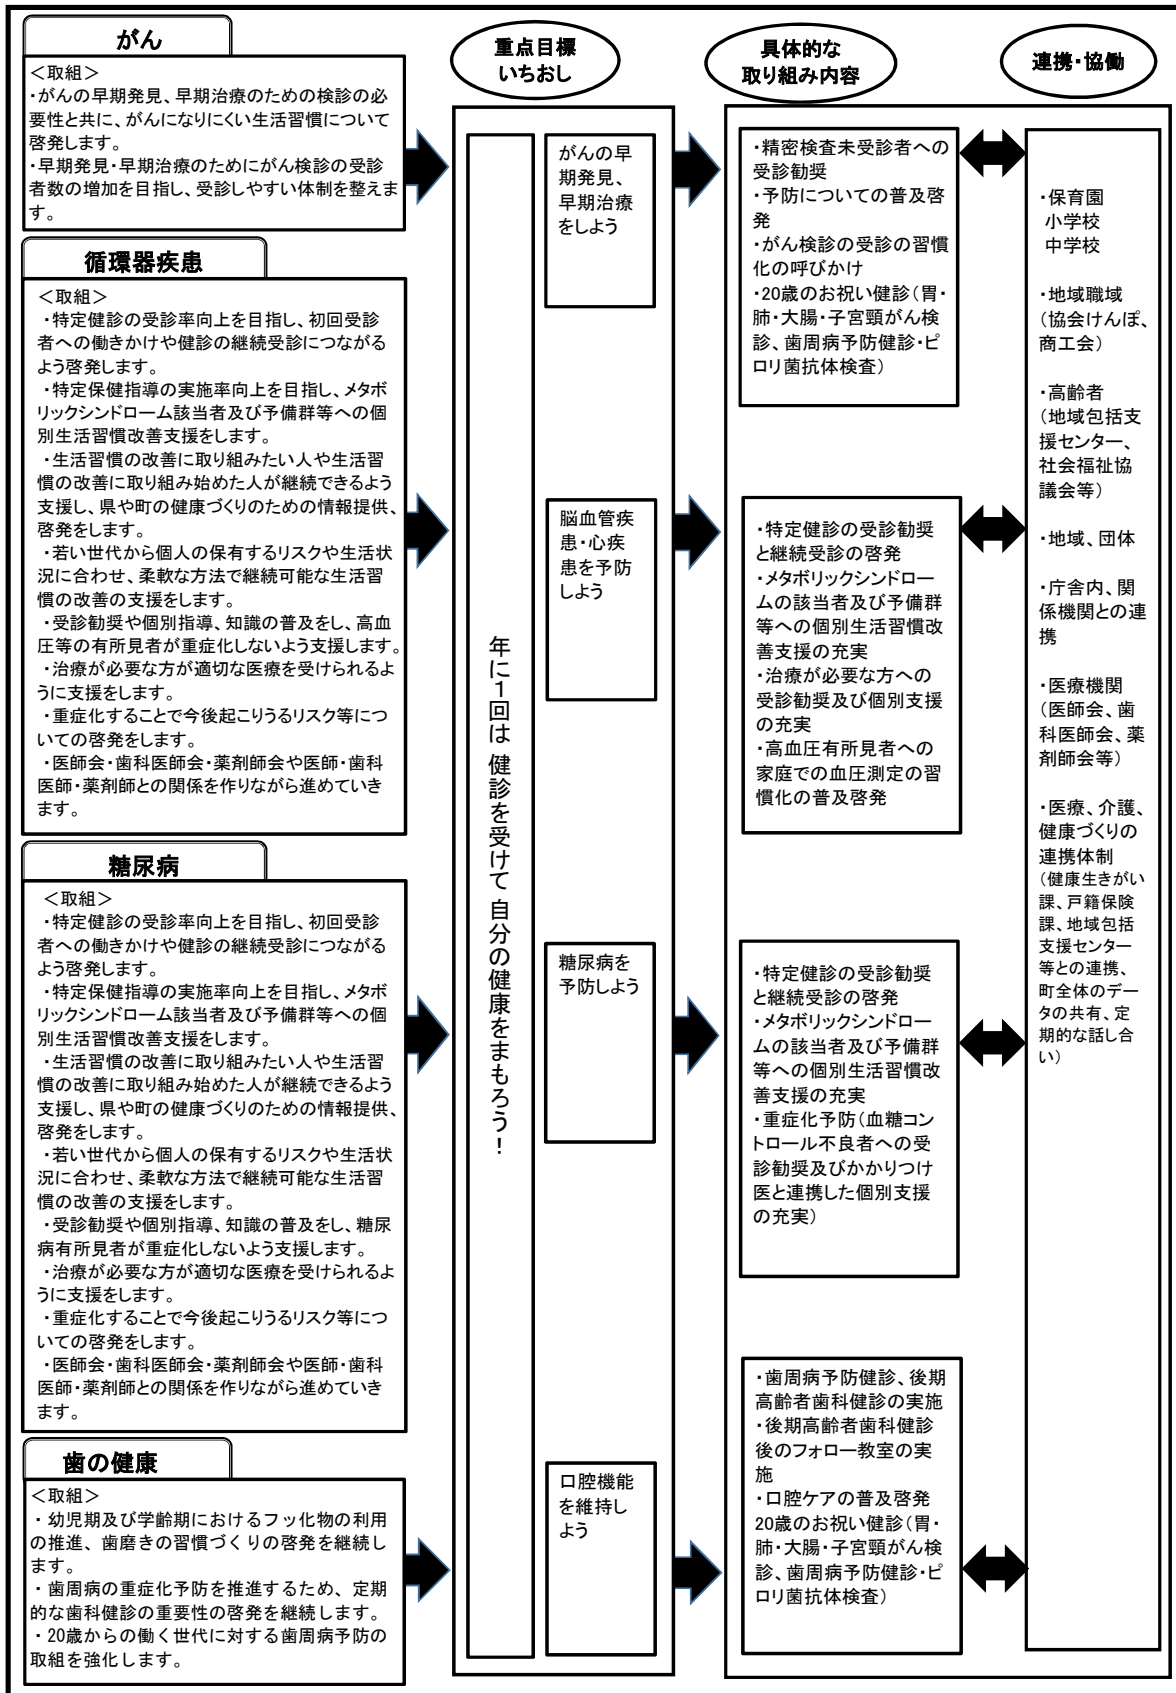 がん
＜取組＞
・がんの早期発見、早期治療のための検診の必
要性と共に、がんになりにくい生活習慣について
啓発します。
・早期発見・早期治療のためにがん検診の受診
者数の増加を目指し、受診しやすい体制を整えま
す。
循環器疾患
＜取組＞
・特定健診の受診率向上を目指し、初回受診
者への働きかけや健診の継続受診につながる
よう啓発します。
・特定保健指導の実施率向上を目指し、メタボ
リックシンドローム該当者及び予備群等への個
別生活習慣改善支援をします。
・生活習慣の改善に取り組みたい人や生活習
慣の改善に取り組み始めた人が継続できるよう
支援し、県や町の健康づくりのための情報提供、
啓発をします。
・若い世代から個人の保有するリスクや生活状
況に合わせ、柔軟な方法で継続可能な生活習
慣の改善の支援をします。
・受診勧奨や個別指導、知識の普及をし、高血
圧等の有所見者が重症化しないよう支援します。
・治療が必要な方が適切な医療を受けられるよ
うに支援をします。
・重症化することで今後起こりうるリスク等につ
いての啓発をします。
・医師会・歯科医師会・薬剤師会や医師・歯科
医師・薬剤師との関係を作りながら進めていき
ます。
糖尿病
＜取組＞
・特定健診の受診率向上を目指し、初回受診
者への働きかけや健診の継続受診につながる
よう啓発します。
・特定保健指導の実施率向上を目指し、メタボ
リックシンドローム該当者及び予備群等への個
別生活習慣改善支援をします。
・生活習慣の改善に取り組みたい人や生活習
慣の改善に取り組み始めた人が継続できるよう
支援し、県や町の健康づくりのための情報提供、
啓発をします。
・若い世代から個人の保有するリスクや生活状
況に合わせ、柔軟な方法で継続可能な生活習
慣の改善の支援をします。
・受診勧奨や個別指導、知識の普及をし、糖尿
病有所見者が重症化しないよう支援します。
・治療が必要な方が適切な医療を受けられるよ
うに支援をします。
・重症化することで今後起こりうるリスク等につ
いての啓発をします。
・医師会・歯科医師会・薬剤師会や医師・歯科
医師・薬剤師との関係を作りながら進めていき
ます。
歯の健康
＜取組＞
・幼児期及び学齢期におけるフッ化物の利用
の推進、歯磨きの習慣づくりの啓発を継続し
ます。
・歯周病の重症化予防を推進するため、定期
的な歯科健診の重要性の啓発を継続します。
・20歳からの働く世代に対する歯周病予防の
取組を強化します。
重点目標
いちおし
年に1回は 健診を受けて 自分の健康をまもろう！
がんの早
期発見、
早期治療
をしよう
脳血管疾
患・心疾
患を予防
しよう
糖尿病を
予防しよう
口腔機能
を維持し
よう
具体的な
取り組み内容
・精密検査未受診者への
受診勧奨
・予防についての普及啓
発
・がん検診の受診の習慣
化の呼びかけ
・20歳のお祝い健診（胃・
肺・大腸・子宮頸がん検
診、歯周病予防健診・ピ
ロリ菌抗体検査）
・特定健診の受診勧奨
と継続受診の啓発
・メタボリックシンドロー
ムの該当者及び予備群
等への個別生活習慣改
善支援の充実
・治療が必要な方への
受診勧奨及び個別支援
の充実
・高血圧有所見者への
家庭での血圧測定の習
慣化の普及啓発
・特定健診の受診勧奨
と継続受診の啓発
・メタボリックシンドロー
ムの該当者及び予備群
等への個別生活習慣改
善支援の充実
・重症化予防（血糖コン
トロール不良者への受
診勧奨及びかかりつけ
医と連携した個別支援
の充実）
・歯周病予防健診、後期
高齢者歯科健診の実施
・後期高齢者歯科健診
後のフォロー教室の実
施
・口腔ケアの普及啓発
20歳のお祝い健診（胃・
肺・大腸・子宮頸がん検
診、歯周病予防健診・ピ
ロリ菌抗体検査）
連携・協働
・保育園
小学校
中学校
・地域職域
（協会けんぽ、
商工会）
・高齢者
（地域包括支
援センター、
社会福祉協
議会等）
・地域、団体
・庁舎内、関
係機関との連
携
・医療機関
（医師会、歯
科医師会、薬
剤師会等）
・医療、介護、
健康づくりの
連携体制
（健康生きがい
課、戸籍保険
課、地域包括
支援センター
等との連携、
町全体のデー
タの共有、定
期的な話し合
い）